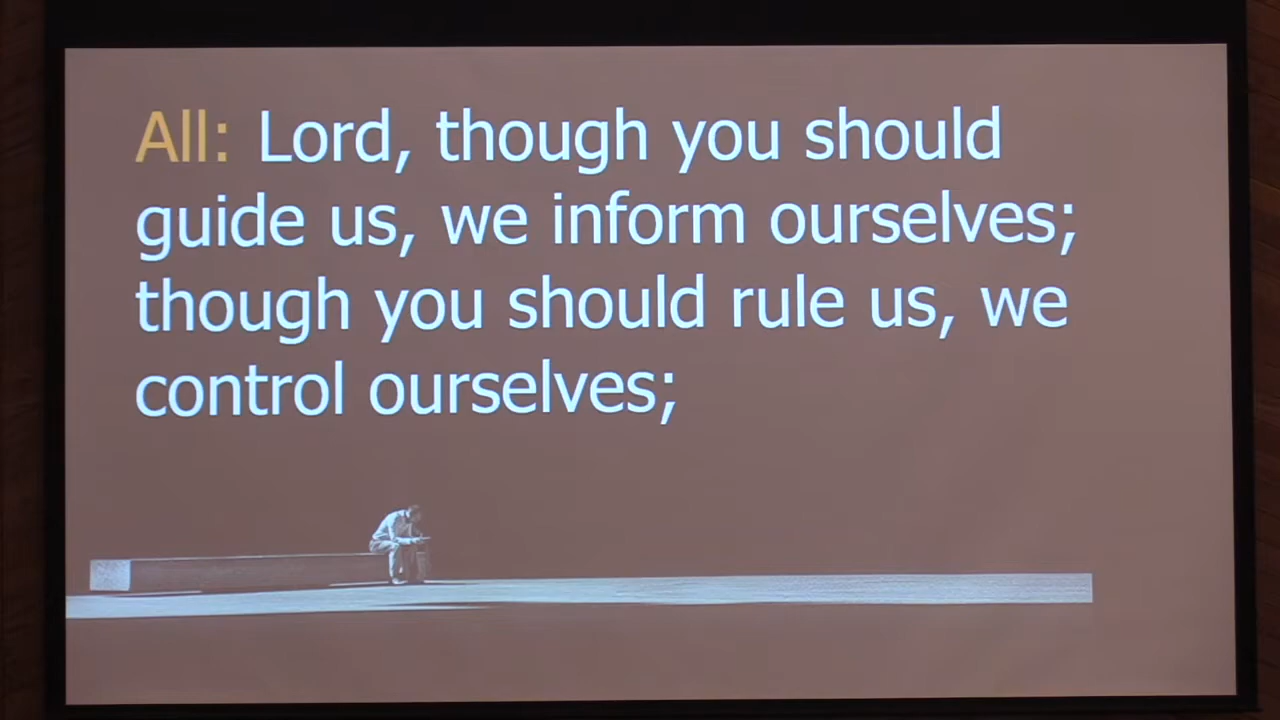 All: Lord, though you should
guide us, we inform ourselves;
though you should rule us, we
control ourselves;